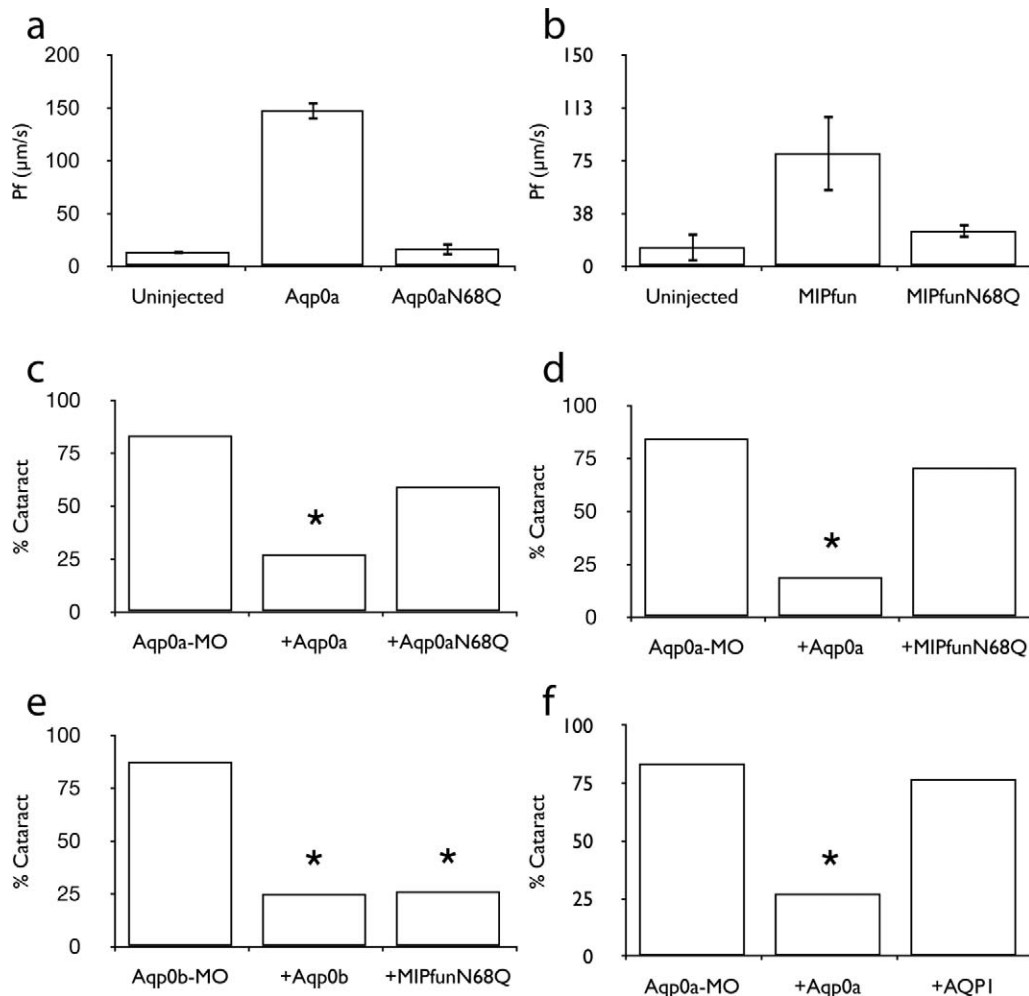 a
200
150
100
50
0
Pf (µm/s)
Uninjected Aqp0a Aqp0aN68Q
b
150
113
75
38
0
Pf (µm/s)
Uninjected MIPfun MIPfunN68Q
c
100
75
50
25
0
% Cataract
*
Aqp0a-MO +Aqp0a +Aqp0aN68Q
d
100
75
50
25
0
% Cataract
*
Aqp0a-MO +Aqp0a +MIPfunN68Q
e
100
75
50
25
0
% Cataract
* *
Aqp0b-MO +Aqp0b +MIPfunN68Q
f
100
75
50
25
0
% Cataract
*
Aqp0a-MO +Aqp0a +AQP1